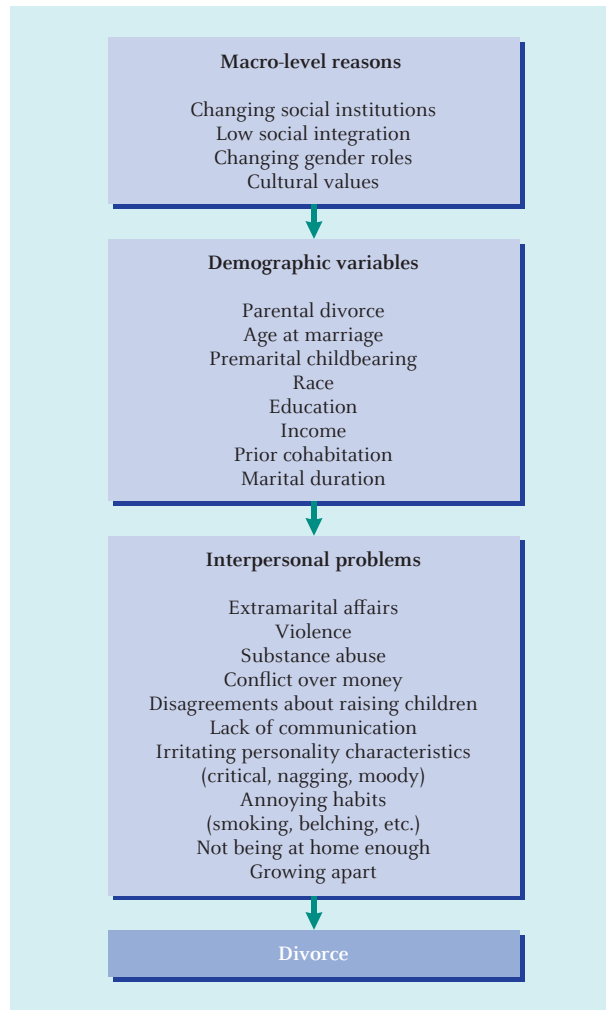 Macro-level reasons
Changing social institutions
Low social integration
Changing gender roles
Cultural values
Demographic variables
Parental divorce
Age at marriage
Premarital childbearing
Race
Education
Income
Prior cohabitation
Marital duration
Interpersonal problems
Extramarital affairs
Violence
Substance abuse
Conflict over money
Disagreements about raising children
Lack of communication
Irritating personality characteristics
(critical, nagging, moody)
Annoying habits
(smoking, belching, etc.)
Not being at home enough
Growing apart
Divorce